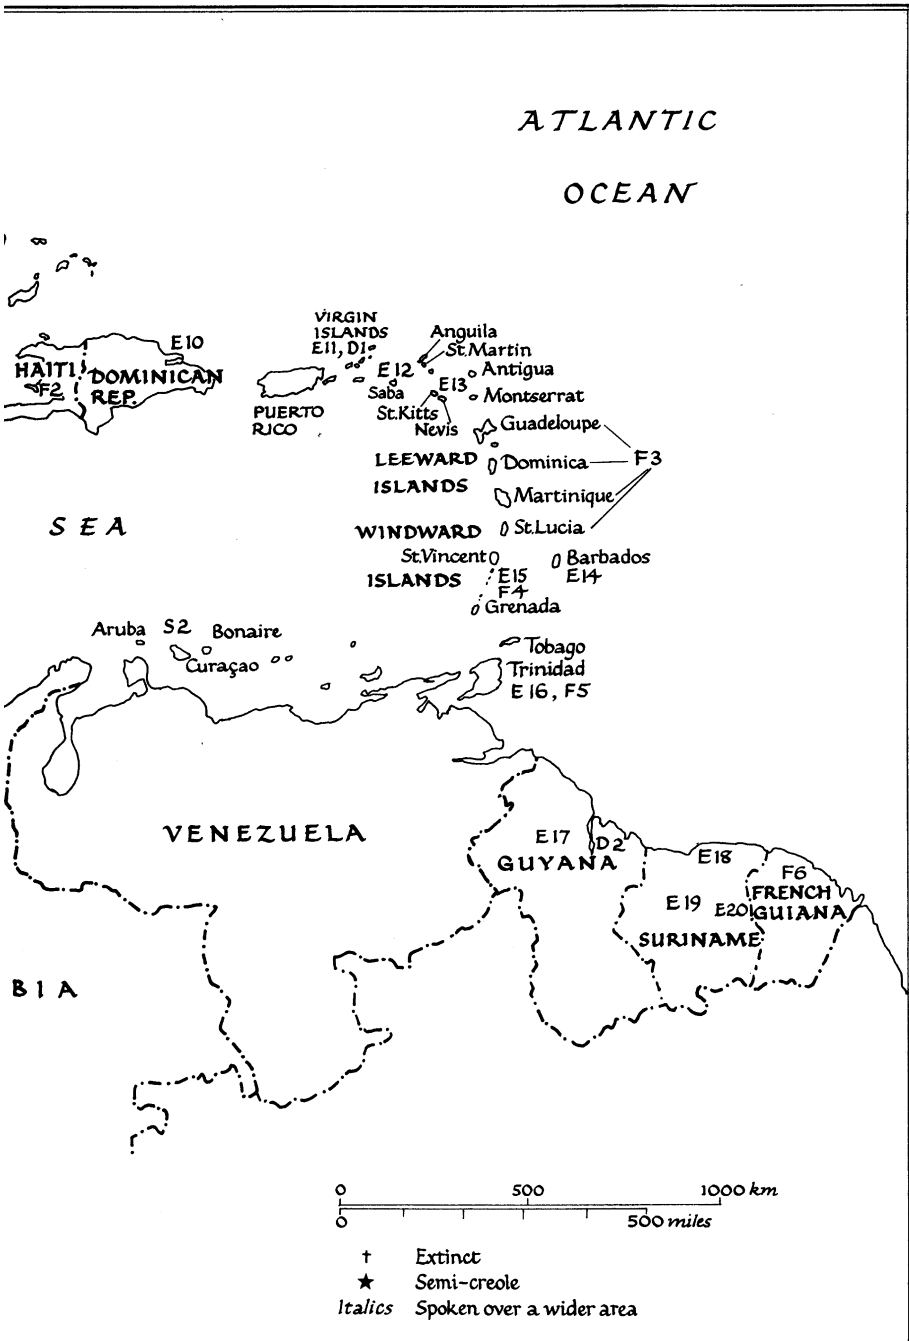 ATLANTIC
OCEAN
VIRGIN
ISLANDS
E11, D1
Anguila
St.Martin
E10
E12
Antigua
HAITI
F2
DOMINICAN
REP.
Saba
E13
Montserrat
St.Kitts
Nevis
PUERTO
RICO
Guadeloupe
LEEWARD
ISLANDS
Dominica
F3
Martinique
SEA
WINDWARD
ISLANDS
St.Lucia
St.Vincent
Barbados
E14
E15
F4
Grenada
Aruba
S2
Bonaire
Curaçao
Tobago
Trinidad
E16, F5
VENEZUELA
E17
D2
GUYANA
E18
E19
E20
SURINAME
F6
FRENCH
GUIANA
BIA
0 500 1000 km
0 500 miles
† Extinct
★ Semi-creole
Italics Spoken over a wider area